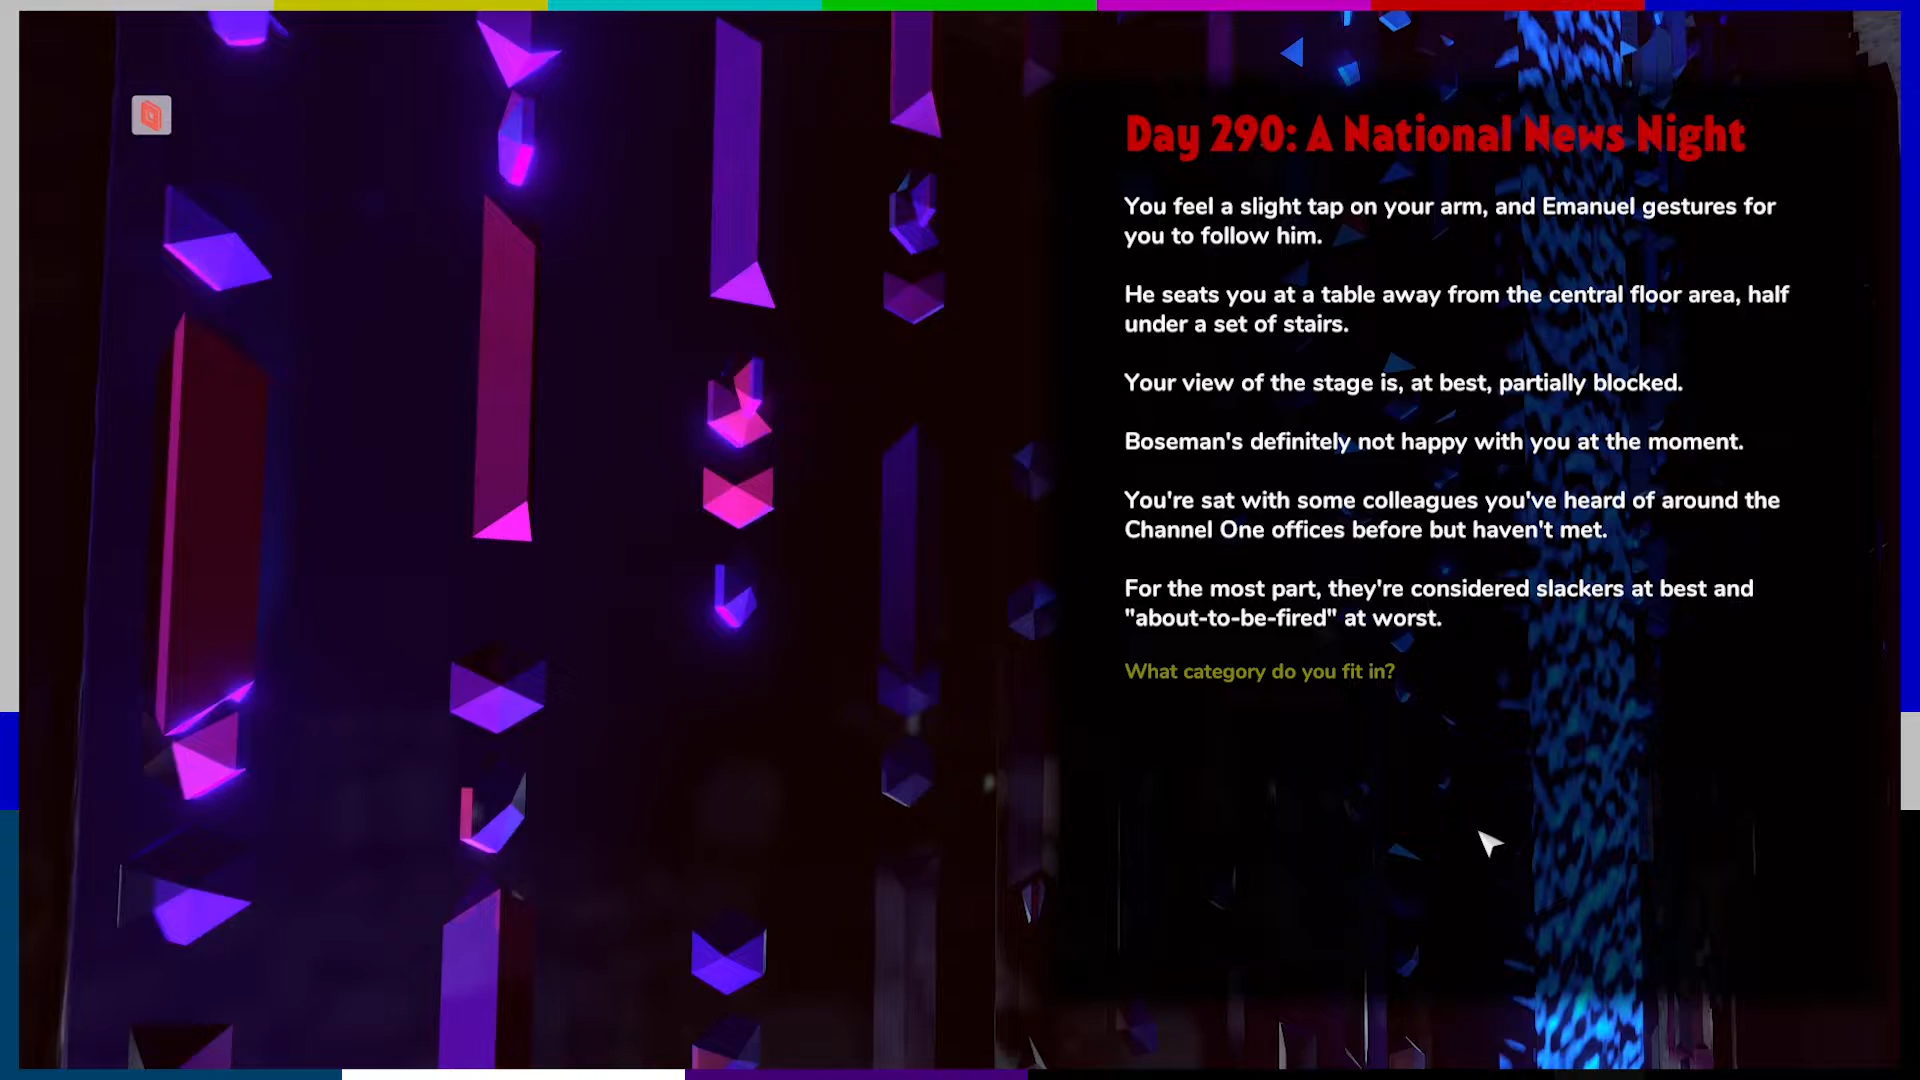 Day 290: A National News Night
You feel a slight tap on your arm, and Emanuel gestures for
you to follow him.
He seats you at a table away from the central floor area, half
under a set of stairs.
Your view of the stage is, at best, partially blocked.
Boseman's definitely not happy with you at the moment.
You're sat with some colleagues you've heard of around the
Channel One offices before but haven't met.
For the most part, they're considered slackers at best and
"about-to-be-fired" at worst.
What category do you fit in?